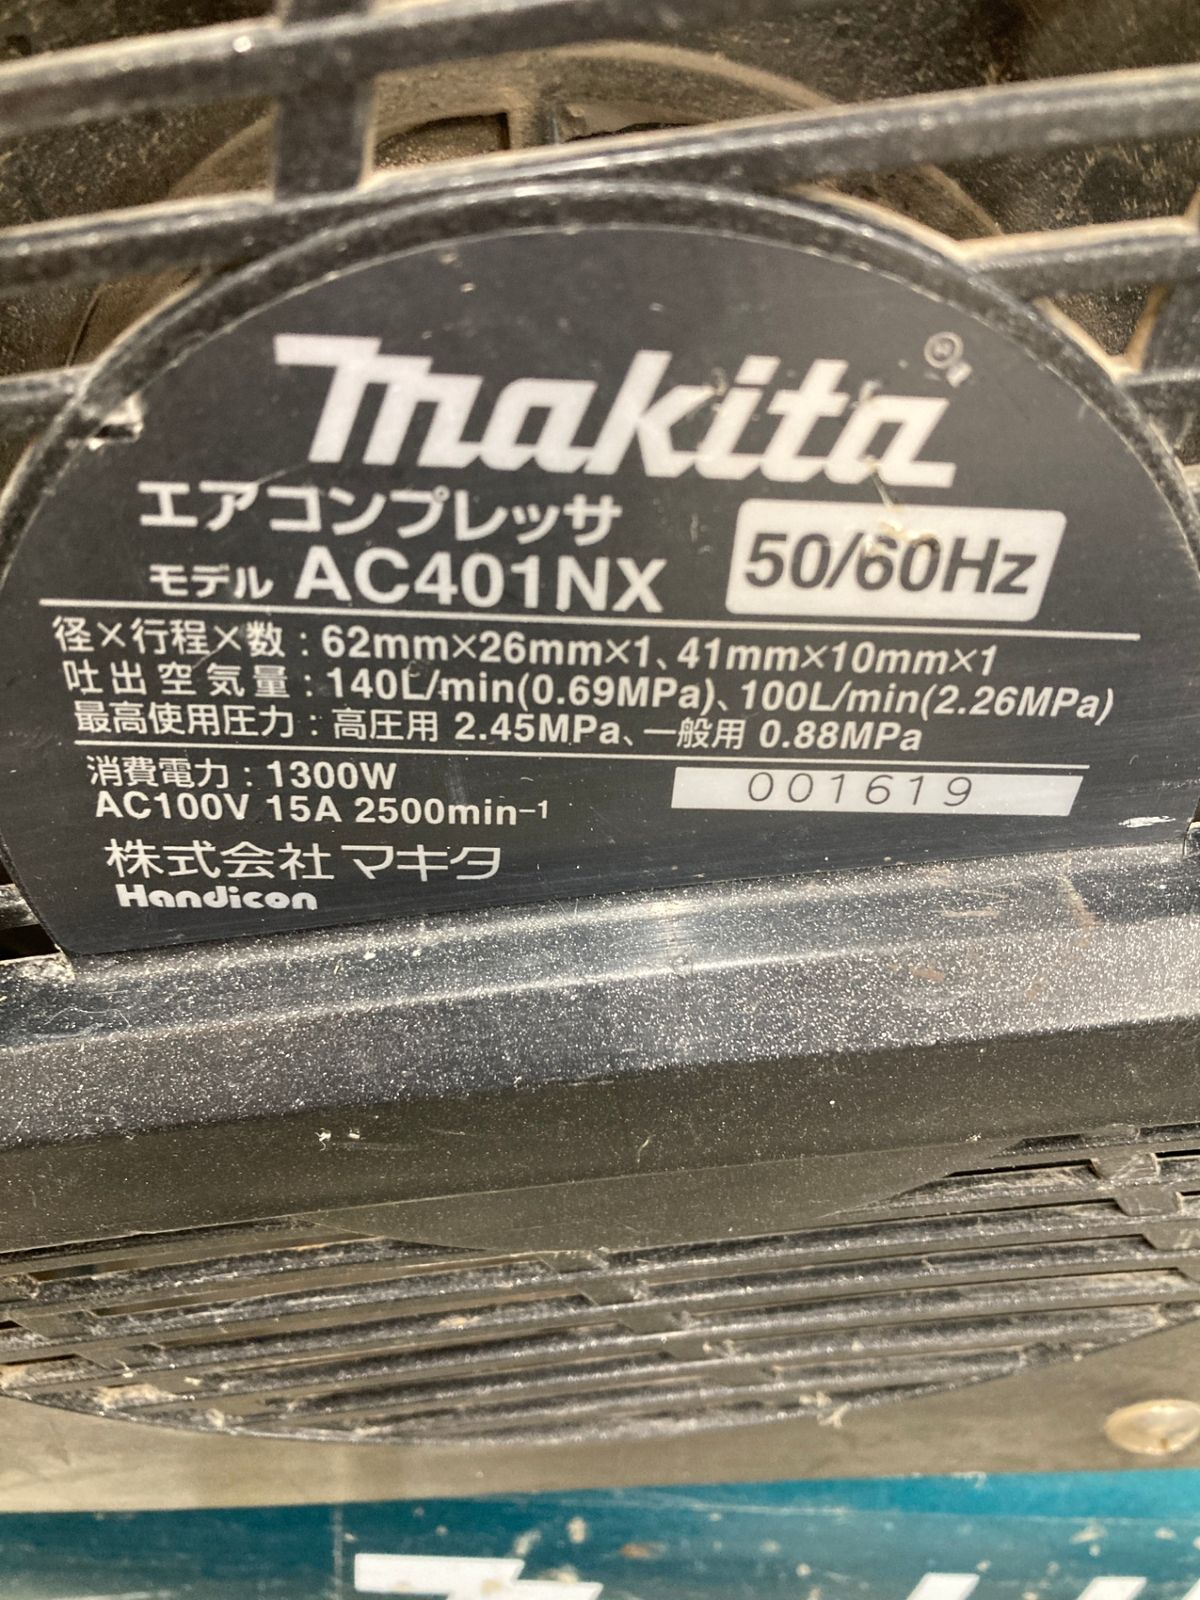 makita
エアコンプレッサ
モデル AC401NX 50/60Hz
径×行程×数：62mm×26mm×1、41mm×10mm×1
吐出空気量：140L/min(0.69MPa)、100L/min(2.26MPa)
最高使用圧力：高圧用 2.45MPa、一般用 0.88MPa
消費電力：1300W
001619
AC100V 15A 2500min⁻¹
株式会社マキタ
Handicon